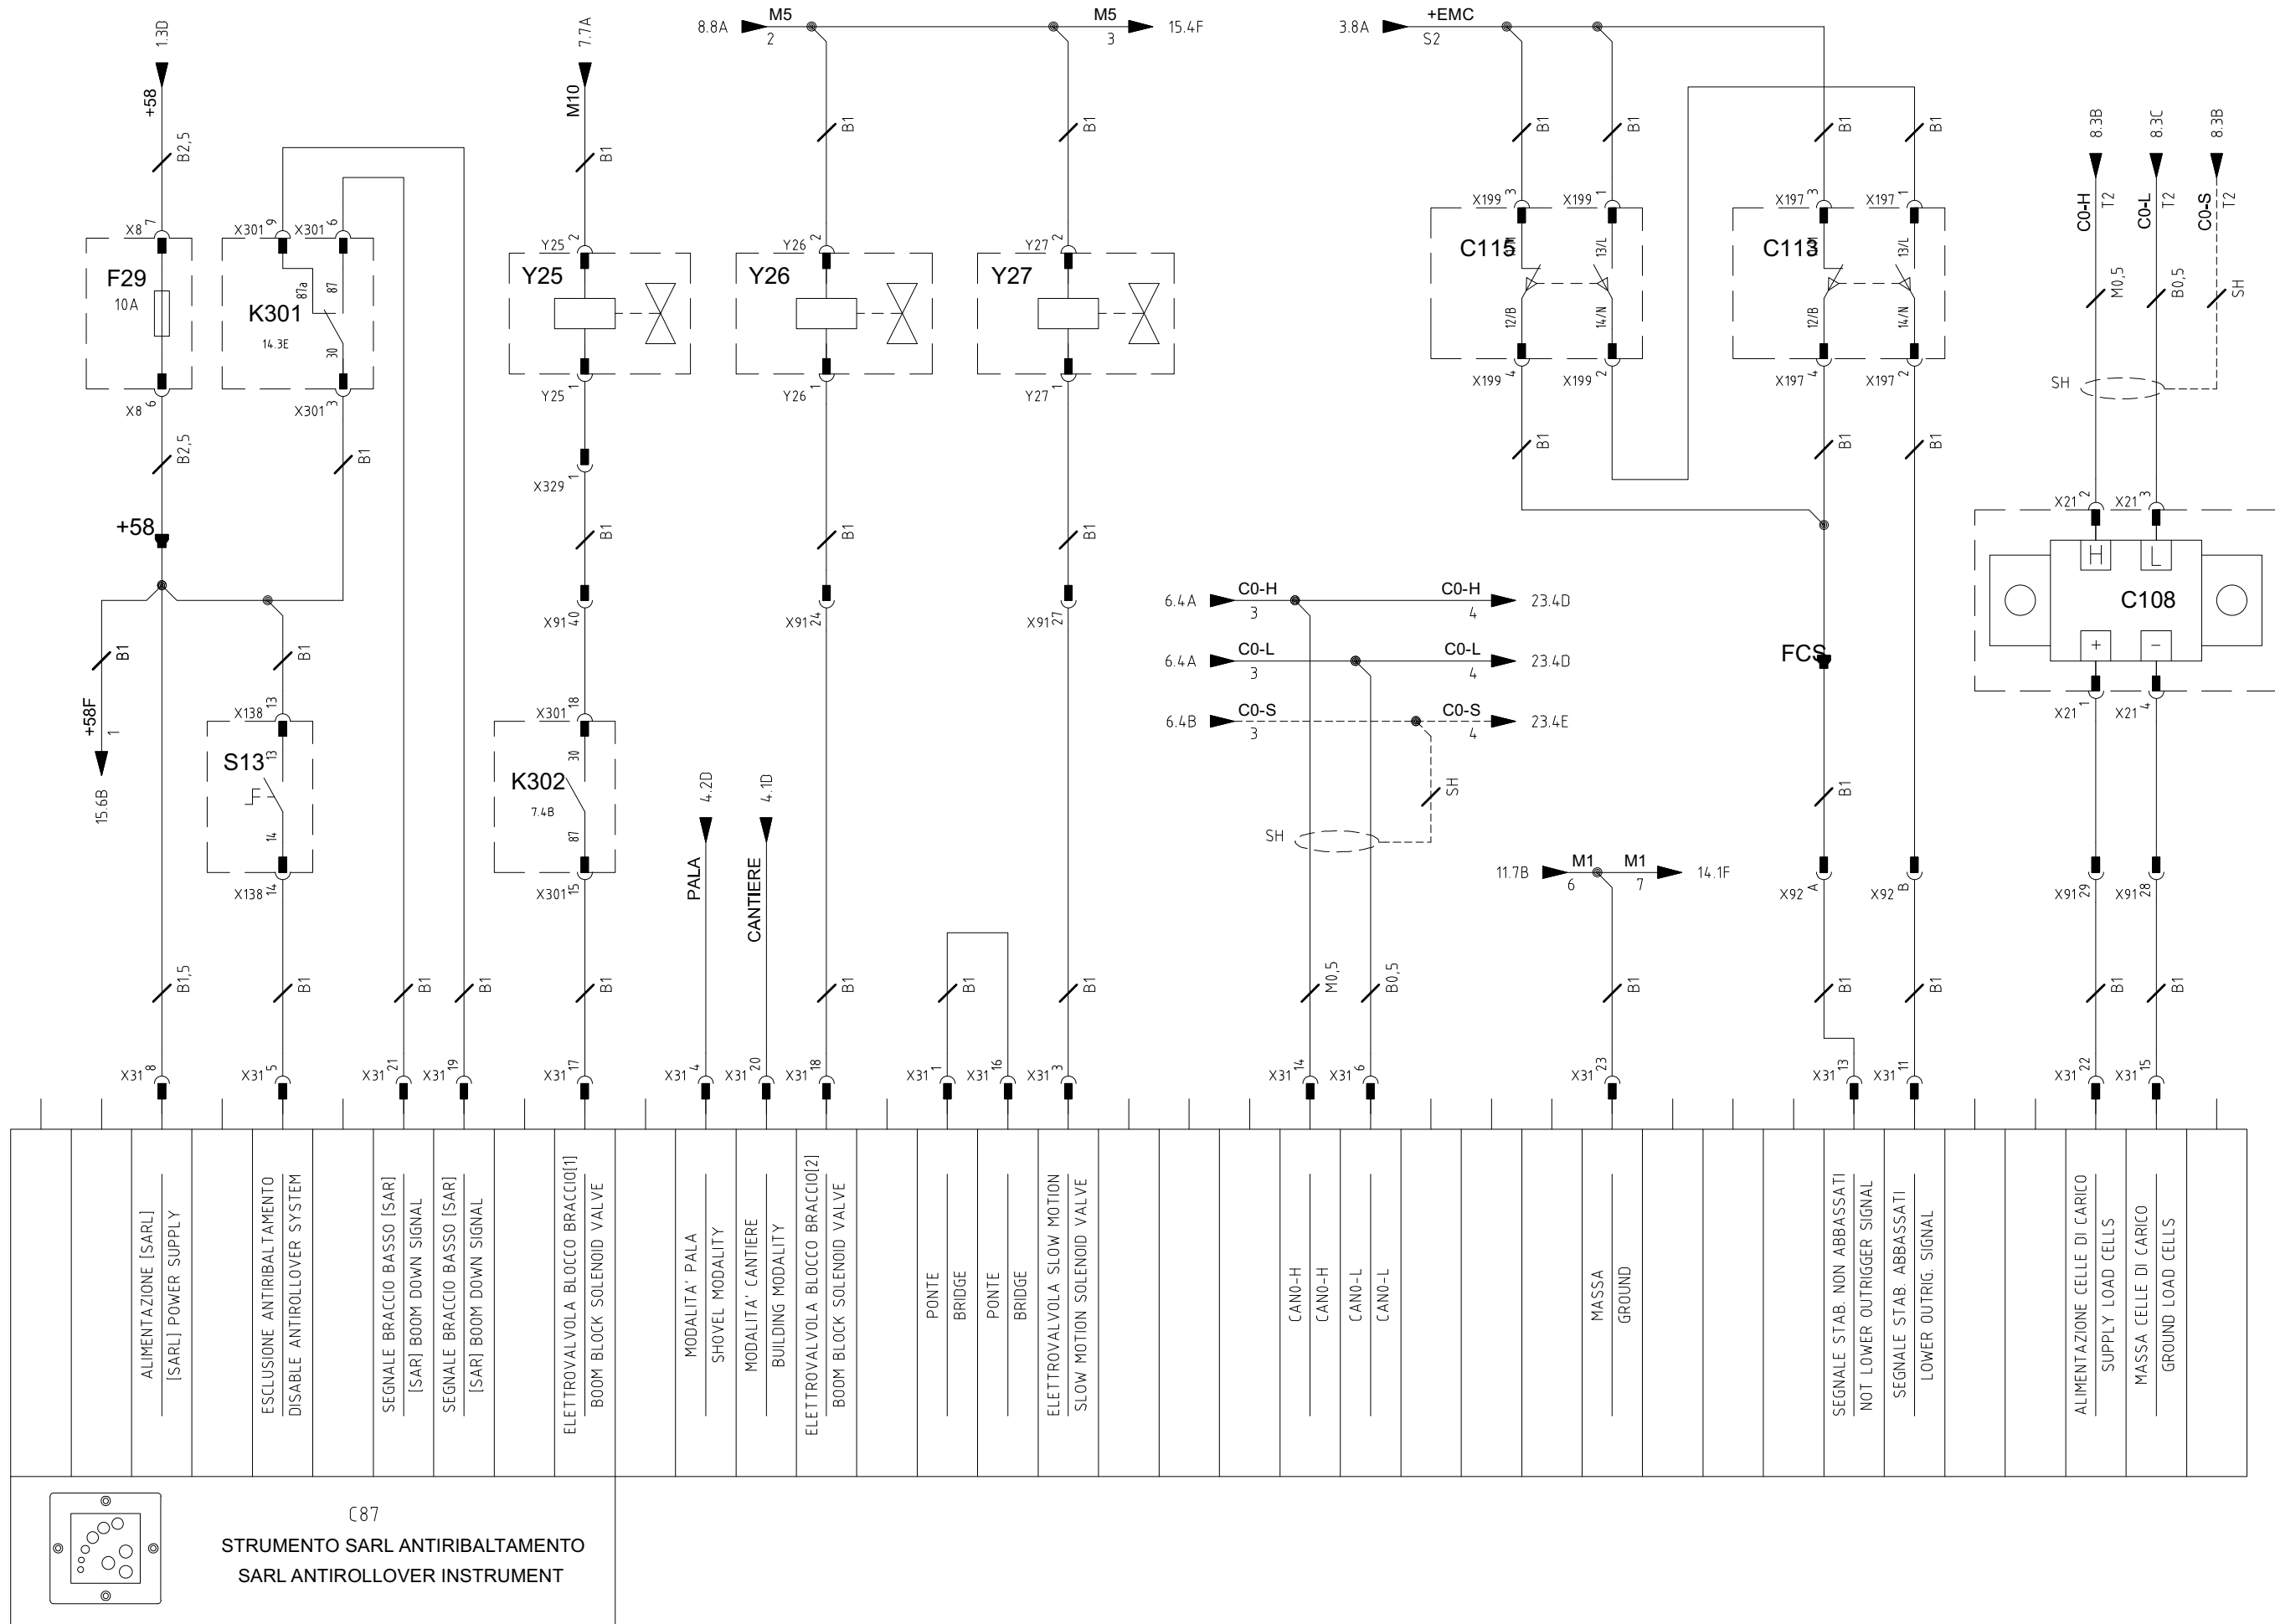 1.3D
+58
B2,5
X8 7
F29
10A
X8 6
B2,5
+58
B1
+58F
1
15.6B
B1,5
X31 8
X301 9
X301 6
87a
87
K301
14.3E
30
X301 3
B1
B1
X138 13
13
S13
14
X138 14
B1
X31 5
B1
X31 21
B1
X31 19
7.7A
M10
B1
Y25 2
Y25
Y25 1
X329 1
B1
X91 40
X301 18
30
K302
7.4B
87
X301 15
B1
X31 17
8.8A
M5
2
M5
3
15.4F
B1
Y26 2
Y26
Y26 1
B1
X91 24
B1
X31 18
B1
Y27 2
Y27
Y27 1
B1
X91 27
B1
X31 3
4.2D
PALA
X31 4
4.1D
CANTIERE
X31 20
B1
X31 1
X31 16
6.4A
C0-H
3
C0-H
4
23.4D
6.4A
C0-L
3
C0-L
4
23.4D
6.4B
C0-S
3
C0-S
4
23.4E
SH
SH
M0,5
B0,5
X31 14
X31 6
3.8A
+EMC
S2
B1
B1
B1
B1
X199 3
X199 1
C115
13/L
12/B
14/N
X199 4
X199 2
B1
X197 3
X197 1
C113
13/L
12/B
14/N
X197 4
X197 2
B1
B1
FCS
B1
X92 A
X92 B
B1
B1
X31 13
X31 11
11.7B
M1
6
M1
7
14.1F
B1
X31 23
8.3B
8.3C
8.3B
C0-H
T2
C0-L
T2
C0-S
T2
M0,5
B0,5
SH
SH
X21 2
X21 3
H
L
C108
+
-
X21 1
X21 4
X91 29
X91 28
B1
B1
X31 22
X31 15
ALIMENTAZIONE [SARL]
[SARL] POWER SUPPLY
ESCLUSIONE ANTIRIBALTAMENTO
DISABLE ANTIROLLOVER SYSTEM
SEGNALE BRACCIO BASSO [SAR]
[SAR] BOOM DOWN SIGNAL
SEGNALE BRACCIO BASSO [SAR]
[SAR] BOOM DOWN SIGNAL
ELETTROVALVOLA BLOCCO BRACCIO[1]
BOOM BLOCK SOLENOID VALVE
MODALITA' PALA
SHOVEL MODALITY
MODALITA' CANTIERE
BUILDING MODALITY
ELETTROVALVOLA BLOCCO BRACCIO[2]
BOOM BLOCK SOLENOID VALVE
PONTE
BRIDGE
PONTE
BRIDGE
ELETTROVALVOLA SLOW MOTION
SLOW MOTION SOLENOID VALVE
CAN0-H
CAN0-H
CAN0-L
CAN0-L
MASSA
GROUND
SEGNALE STAB. NON ABBASSATI
NOT LOWER OUTRIGGER SIGNAL
SEGNALE STAB. ABBASSATI
LOWER OUTRIG. SIGNAL
ALIMENTAZIONE CELLE DI CARICO
SUPPLY LOAD CELLS
MASSA CELLE DI CARICO
GROUND LOAD CELLS
C87
STRUMENTO SARL ANTIRIBALTAMENTO
SARL ANTIROLLOVER INSTRUMENT